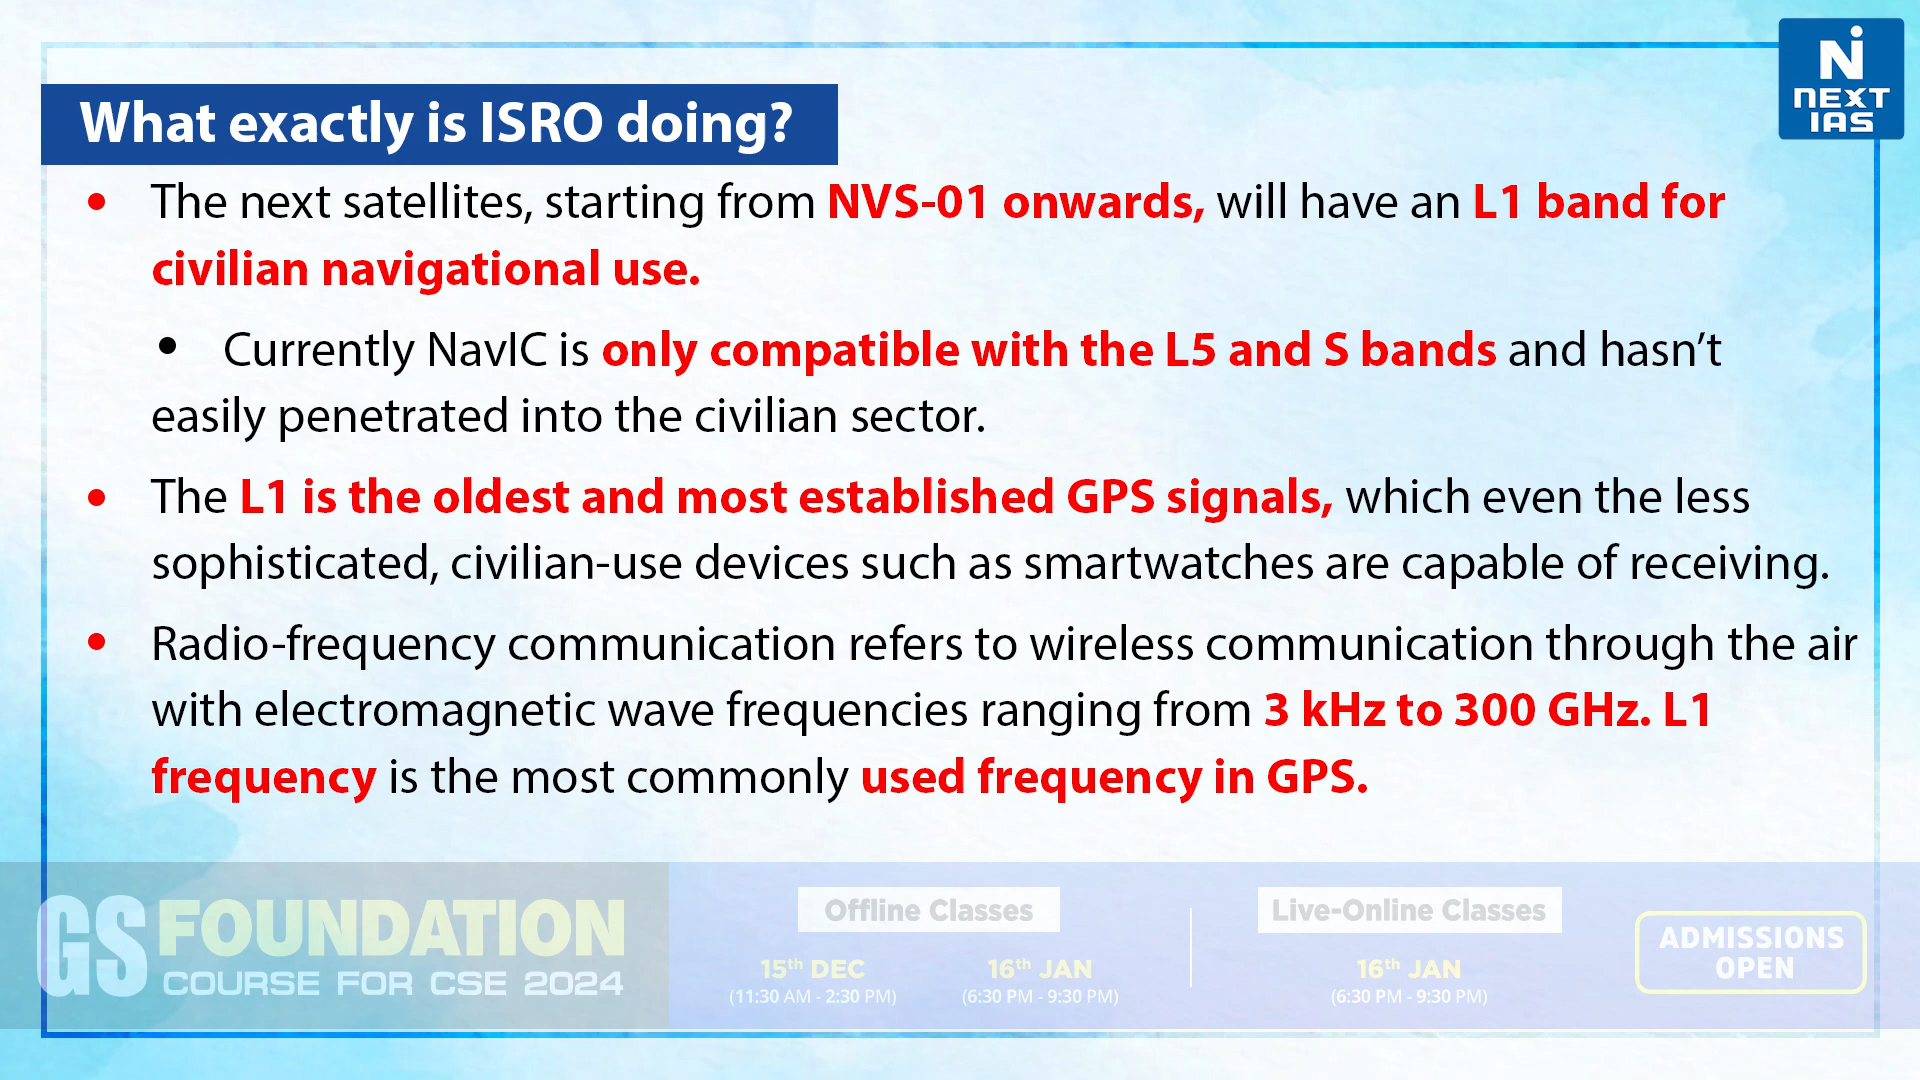 NEXT
IAS
What exactly is ISRO doing?
• The next satellites, starting from NVS-01 onwards, will have an L1 band for
civilian navigational use.
• Currently NavIC is only compatible with the L5 and S bands and hasn’t
easily penetrated into the civilian sector.
• The L1 is the oldest and most established GPS signals, which even the less
sophisticated, civilian-use devices such as smartwatches are capable of receiving.
• Radio-frequency communication refers to wireless communication through the air
with electromagnetic wave frequencies ranging from 3 kHz to 300 GHz. L1
frequency is the most commonly used frequency in GPS.
GS FOUNDATION
COURSE FOR CSE 2024
Offline Classes
15th DEC
(11:30 AM - 2:30 PM)
16th JAN
(6:30 PM - 9:30 PM)
Live-Online Classes
16th JAN
(6:30 PM - 9:30 PM)
ADMISSIONS
OPEN